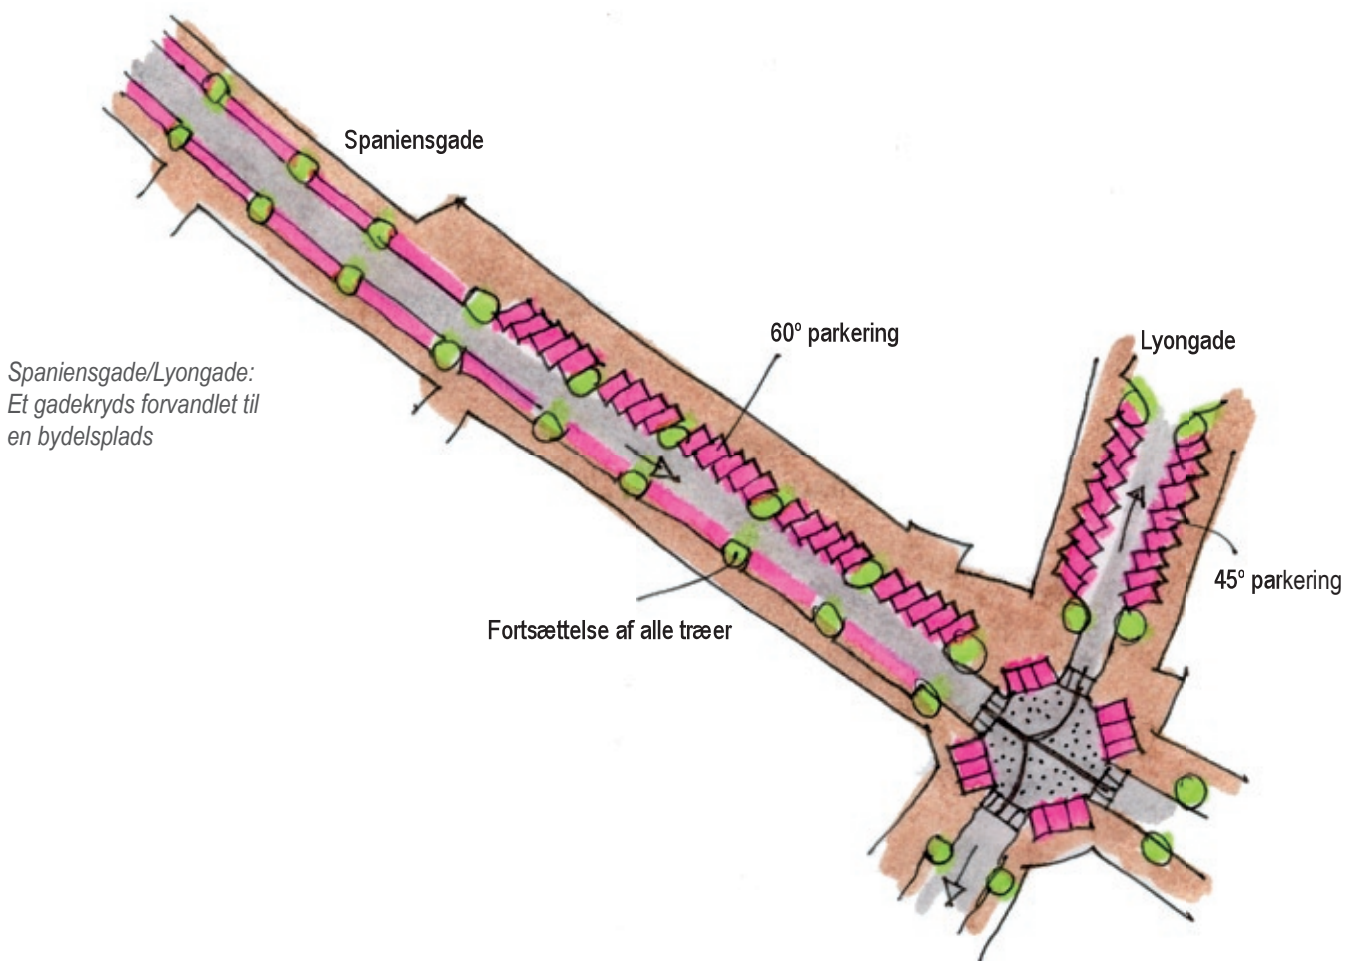 Spaniensgade
60° parkering
Lyongade
Spaniensgade/Lyongade:
Et gadekryds forvandlet til
en bydelsplads
45° parkering
Fortsættelse af alle træer